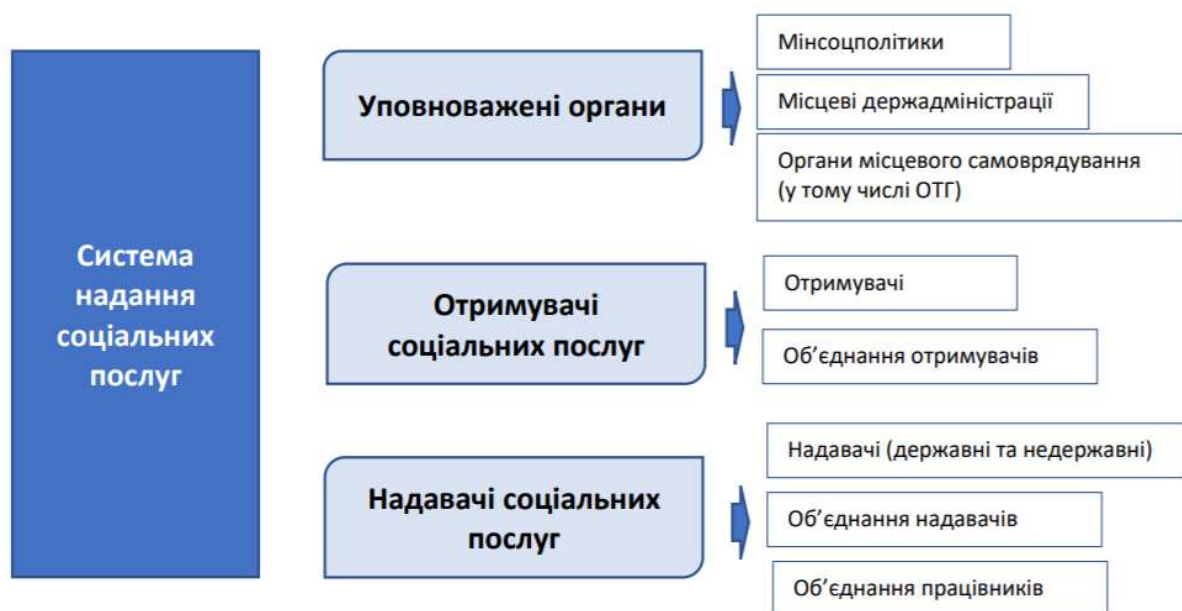 Система
надання
соціальних
послуг
Уповноважені органи
Мінсоцполітики
Місцеві держадміністрації
Органи місцевого самоврядування
(у тому числі ОТГ)
Отримувачі
соціальних послуг
Отримувачі
Об’єднання отримувачів
Надавачі соціальних
послуг
Надавачі (державні та недержавні)
Об’єднання надавачів
Об’єднання працівників